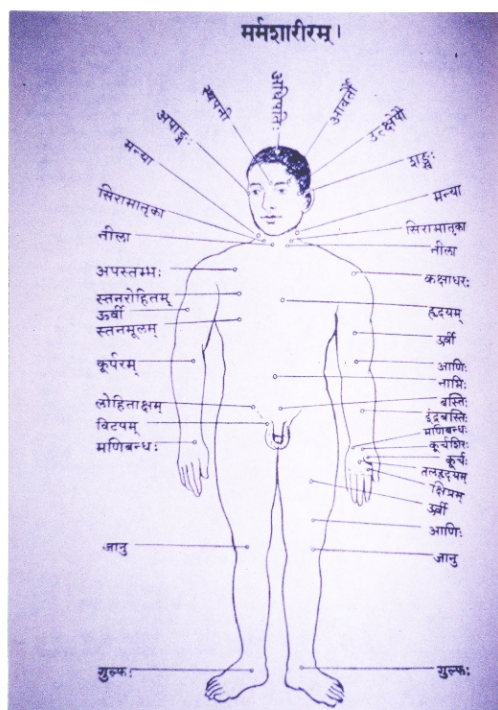 मर्मशारीरम्।
अधिपतिः
स्थपनी
आवर्तौ
अपाङ्गः
उत्क्षेपौ
मन्या
शङ्खः
सिरामातृका
मन्या
नीला
सिरामातृका
नीला
अपस्तम्भः
कक्षाधरः
स्तनरोहितम्
हृदयम्
ऊर्वी
स्तनमूलम्
ऊर्वी
कूर्परम्
आणिः
नाभिः
लोहिताक्षम्
बस्तिः
विटपम्
इंद्रबस्तिः
मणिबन्धः
मणिबन्धः
कूर्चशिरः
कूर्चः
तलहृदयम्
क्षिप्रम्
ऊर्वी
आणिः
जानु
जानु
गुल्फः
गुल्फः